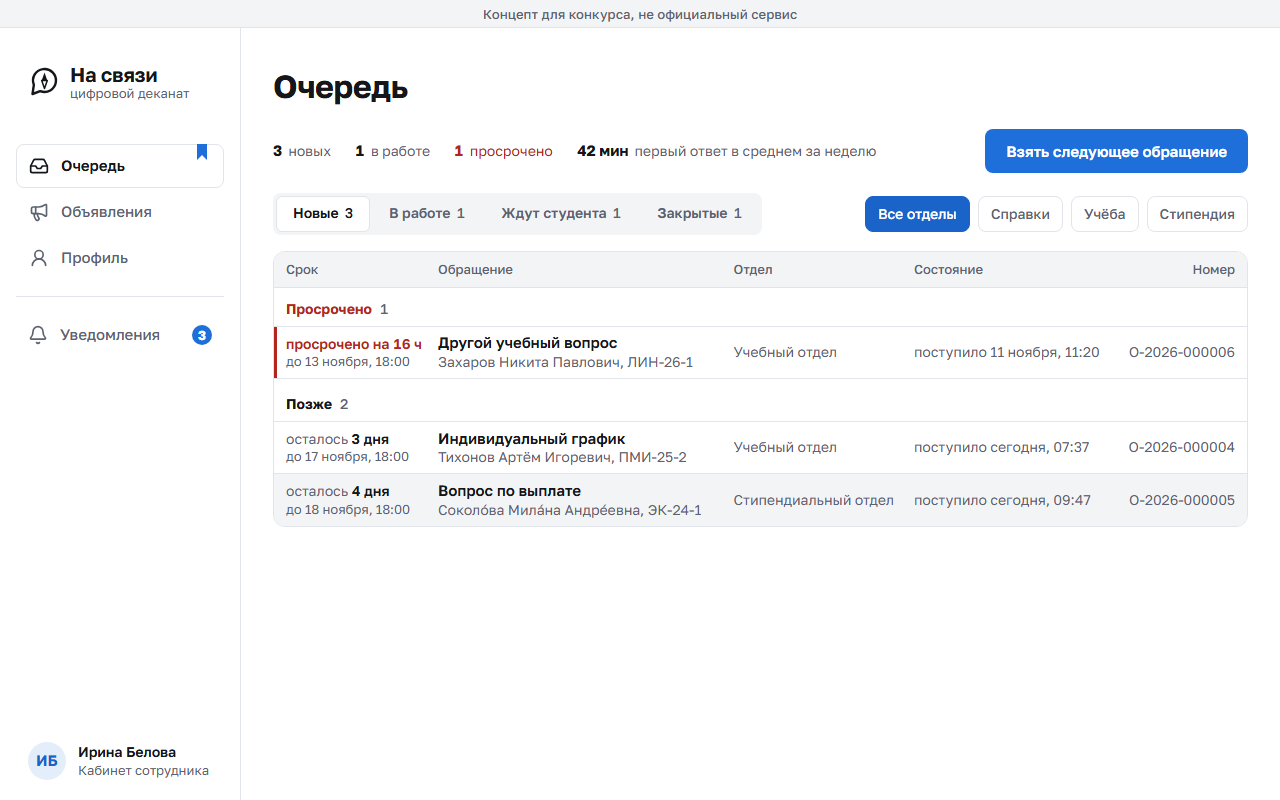 Концепт для конкурса, не официальный сервис
На связи
цифровой деканат
Очередь
Объявления
Профиль
Уведомления 3
ИБ
Ирина Белова
Кабинет сотрудника
Очередь
3 новых 1 в работе 1 просрочено 42 мин первый ответ в среднем за неделю
Взять следующее обращение
Новые 3 В работе 1 Ждут студента 1 Закрытые 1
Все отделы Справки Учёба Стипендия
Срок Обращение Отдел Состояние Номер
Просрочено 1
просрочено на 16 ч
до 13 ноября, 18:00
Другой учебный вопрос
Захаров Никита Павлович, ЛИН-26-1
Учебный отдел
поступило 11 ноября, 11:20
О-2026-000006
Позже 2
осталось 3 дня
до 17 ноября, 18:00
Индивидуальный график
Тихонов Артём Игоревич, ПМИ-25-2
Учебный отдел
поступило сегодня, 07:37
О-2026-000004
осталось 4 дня
до 18 ноября, 18:00
Вопрос по выплате
Соколо́ва Мила́на Андре́евна, ЭК-24-1
Стипендиальный отдел
поступило сегодня, 09:47
О-2026-000005